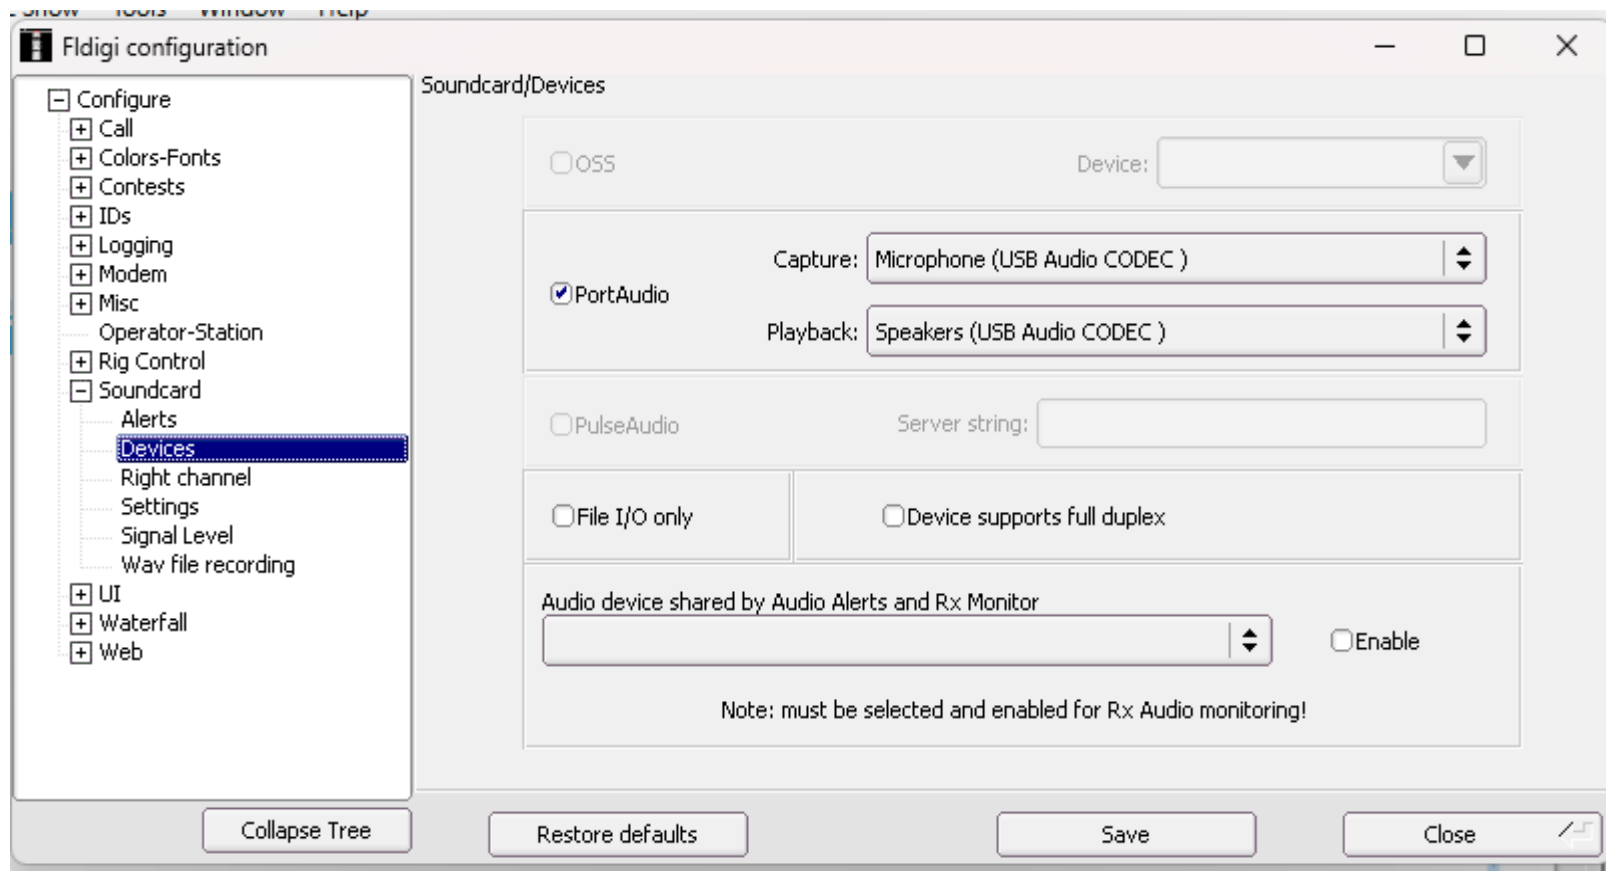 Show Tools Window Help
Fldigi configuration
Configure
Call
Colors-Fonts
Contests
IDs
Logging
Modem
Misc
Operator-Station
Rig Control
Soundcard
Alerts
Devices
Right channel
Settings
Signal Level
Wav file recording
UI
Waterfall
Web
Collapse Tree
Soundcard/Devices
OSS Device:
Capture: Microphone (USB Audio CODEC )
PortAudio
Playback: Speakers (USB Audio CODEC )
PulseAudio Server string:
File I/O only Device supports full duplex
Audio device shared by Audio Alerts and Rx Monitor
Enable
Note: must be selected and enabled for Rx Audio monitoring!
Restore defaults Save Close